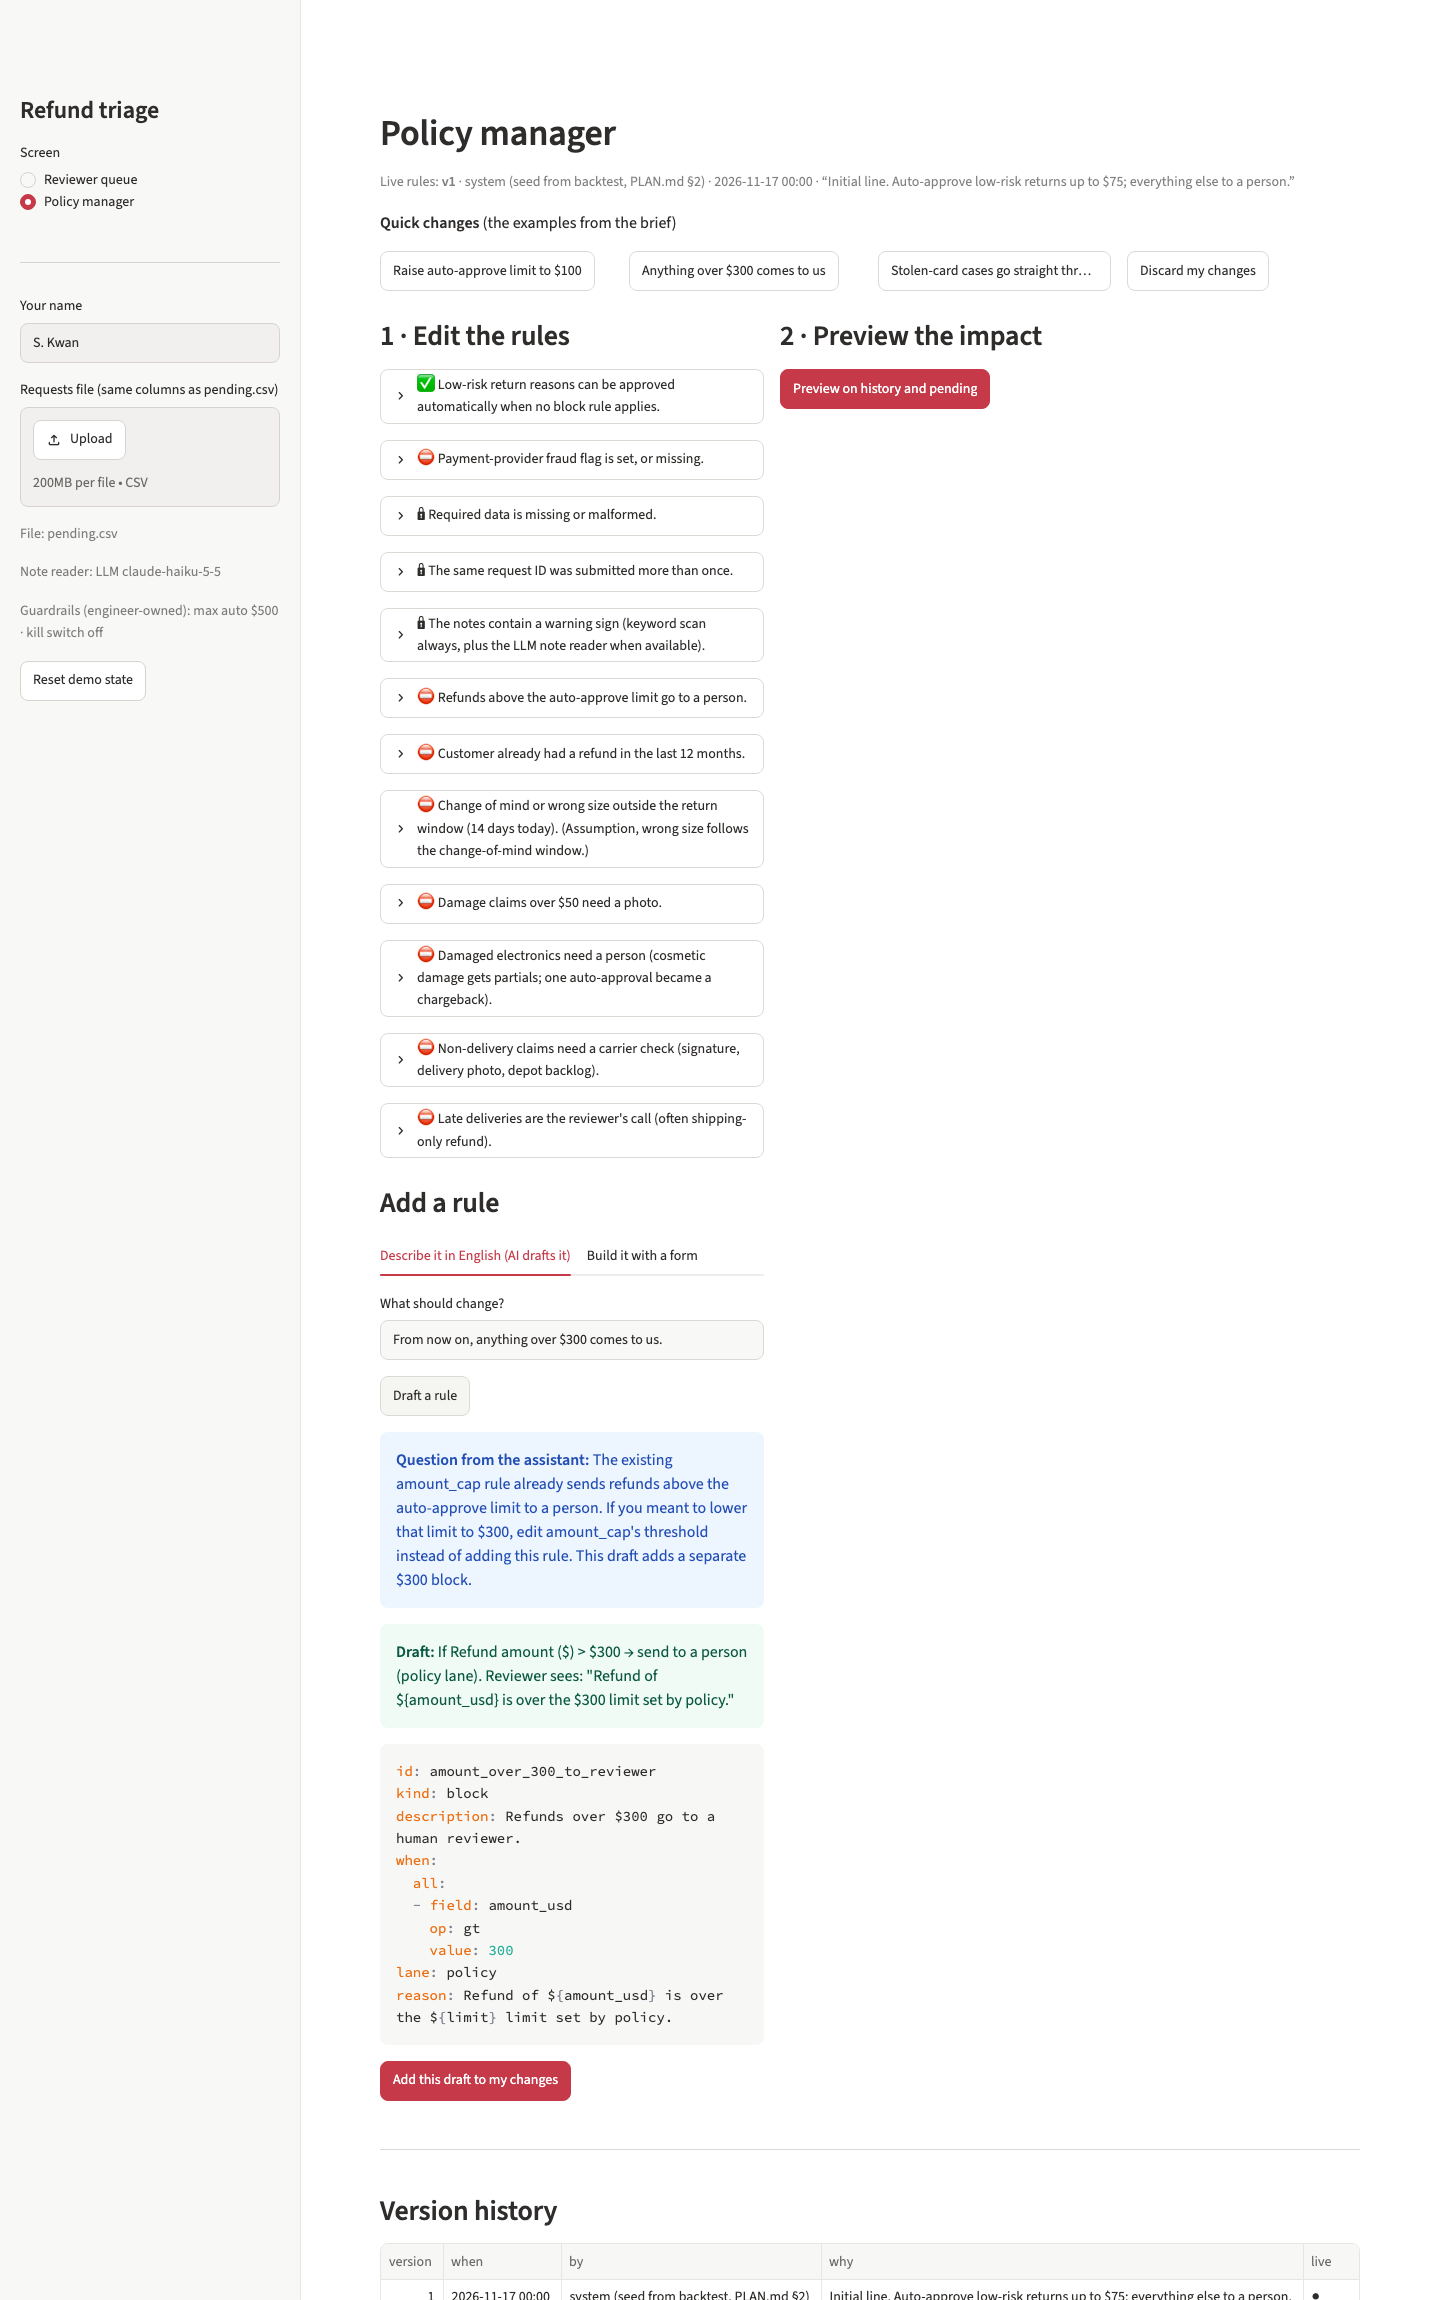 Refund triage
Screen
Reviewer queue
Policy manager
Your name
S. Kwan
Requests file (same columns as pending.csv)
Upload
200MB per file • CSV
File: pending.csv
Note reader: LLM claude-haiku-5-5
Guardrails (engineer-owned): max auto $500
· kill switch off
Reset demo state
Policy manager
Live rules: v1 · system (seed from backtest, PLAN.md §2) · 2026-11-17 00:00 · “Initial line. Auto-approve low-risk returns up to $75; everything else to a person.”
Quick changes (the examples from the brief)
Raise auto-approve limit to $100
Anything over $300 comes to us
Stolen-card cases go straight thr…
Discard my changes
1 · Edit the rules
Low-risk return reasons can be approved
automatically when no block rule applies.
Payment-provider fraud flag is set, or missing.
Required data is missing or malformed.
The same request ID was submitted more than once.
The notes contain a warning sign (keyword scan
always, plus the LLM note reader when available).
Refunds above the auto-approve limit go to a person.
Customer already had a refund in the last 12 months.
Change of mind or wrong size outside the return
window (14 days today). (Assumption, wrong size follows
the change-of-mind window.)
Damage claims over $50 need a photo.
Damaged electronics need a person (cosmetic
damage gets partials; one auto-approval became a
chargeback).
Non-delivery claims need a carrier check (signature,
delivery photo, depot backlog).
Late deliveries are the reviewer's call (often shipping-
only refund).
2 · Preview the impact
Preview on history and pending
Add a rule
Describe it in English (AI drafts it)
Build it with a form
What should change?
From now on, anything over $300 comes to us.
Draft a rule
Question from the assistant: The existing
amount_cap rule already sends refunds above the
auto-approve limit to a person. If you meant to lower
that limit to $300, edit amount_cap's threshold
instead of adding this rule. This draft adds a separate
$300 block.
Draft: If Refund amount ($) > $300 → send to a person
(policy lane). Reviewer sees: "Refund of
${amount_usd} is over the $300 limit set by policy."
id: amount_over_300_to_reviewer
kind: block
description: Refunds over $300 go to a
human reviewer.
when:
all:
- field: amount_usd
op: gt
value: 300
lane: policy
reason: Refund of ${amount_usd} is over
the ${limit} limit set by policy.
Add this draft to my changes
Version history
version when by why live
1 2026-11-17 00:00 system (seed from backtest, PLAN.md §2) Initial line. Auto-approve low-risk returns up to $75; everything else to a person. ●